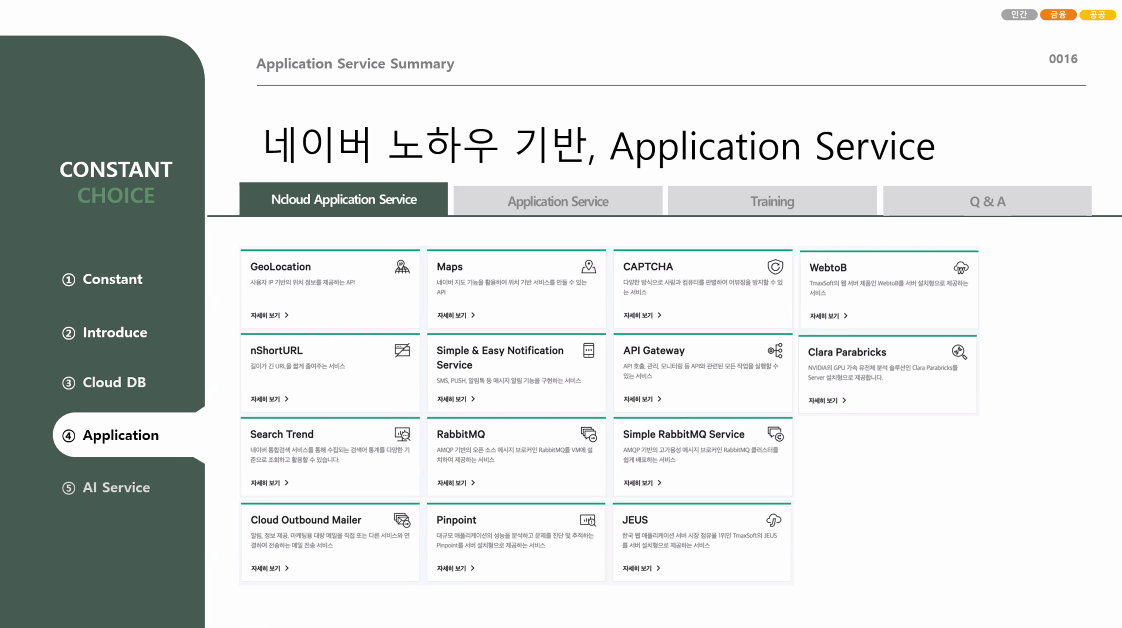 민간 금융 공공
Application Service Summary
0016
네이버 노하우 기반, Application Service
CONSTANT
CHOICE
① Constant
② Introduce
③ Cloud DB
④ Application
⑤ AI Service
Ncloud Application Service
Application Service
Training
Q & A
GeoLocation
사용자 IP 기반의 위치 정보를 제공하는 API
자세히 보기 >
Maps
네이버 지도 기능을 활용하여 위치 기반 서비스를 만들 수 있는
API
자세히 보기 >
CAPTCHA
다양한 방식으로 사람과 컴퓨터를 판별하여 어뷰징을 방지할 수 있
는 서비스
자세히 보기 >
WebtoB
TmaxSoft의 웹 서버 제품인 WebtoB를 서버 설치형으로 제공하는
서비스
자세히 보기 >
nShortURL
길이가 긴 URL을 짧게 줄여주는 서비스
자세히 보기 >
Simple & Easy Notification
Service
SMS, PUSH, 알림톡 등 메시지 알림 기능을 구현하는 서비스
자세히 보기 >
API Gateway
API 호출, 관리, 모니터링 등 API와 관련된 모든 작업을 실행할 수
있는 서비스
자세히 보기 >
Clara Parabricks
NVIDIA의 GPU 가속 유전체 분석 솔루션인 Clara Parabricks를
Server 설치형으로 제공합니다.
자세히 보기 >
Search Trend
네이버 통합검색 서비스를 통해 수집되는 검색어 통계를 다양한 기
준으로 조회하고 활용할 수 있습니다.
자세히 보기 >
RabbitMQ
AMQP 기반의 오픈 소스 메시지 브로커인 RabbitMQ를 VM에 설
치하여 제공하는 서비스
자세히 보기 >
Simple RabbitMQ Service
AMQP 기반의 고가용성 메시지 브로커인 RabbitMQ 클러스터를
쉽게 배포하는 서비스
자세히 보기 >
Cloud Outbound Mailer
알림, 정보 제공, 마케팅용 대량 메일을 직접 또는 다른 서비스와 연
결하여 전송하는 메일 전송 서비스
자세히 보기 >
Pinpoint
대규모 애플리케이션의 성능을 분석하고 문제를 진단 및 추적하는
Pinpoint를 서버 설치형으로 제공하는 서비스
자세히 보기 >
JEUS
한국 웹 애플리케이션 서버 시장 점유율 1위인 TmaxSoft의 JEUS
를 서버 설치형으로 제공하는 서비스
자세히 보기 >